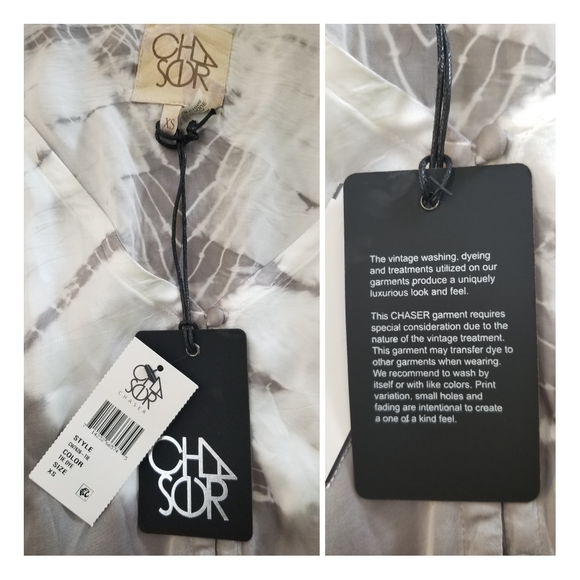 CHA
SER
XS
CHA
SER
CHASER
STYLE
COLOR
TIE DYE
SIZE
XS
CHA
SER
The vintage washing, dyeing
and treatments utilized on our
garments produce a uniquely
luxurious look and feel.
This CHASER garment requires
special consideration due to the
nature of the vintage treatment.
This garment may transfer dye to
other garments when wearing.
We recommend to wash by
itself or with like colors. Print
variation, small holes and
fading are intentional to create
a one of a kind feel.